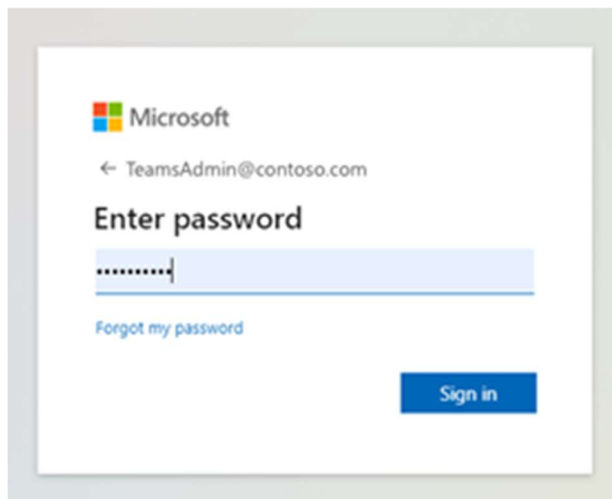 Microsoft
← TeamsAdmin@contoso.com
Enter password
••••••••••
Forgot my password
Sign in